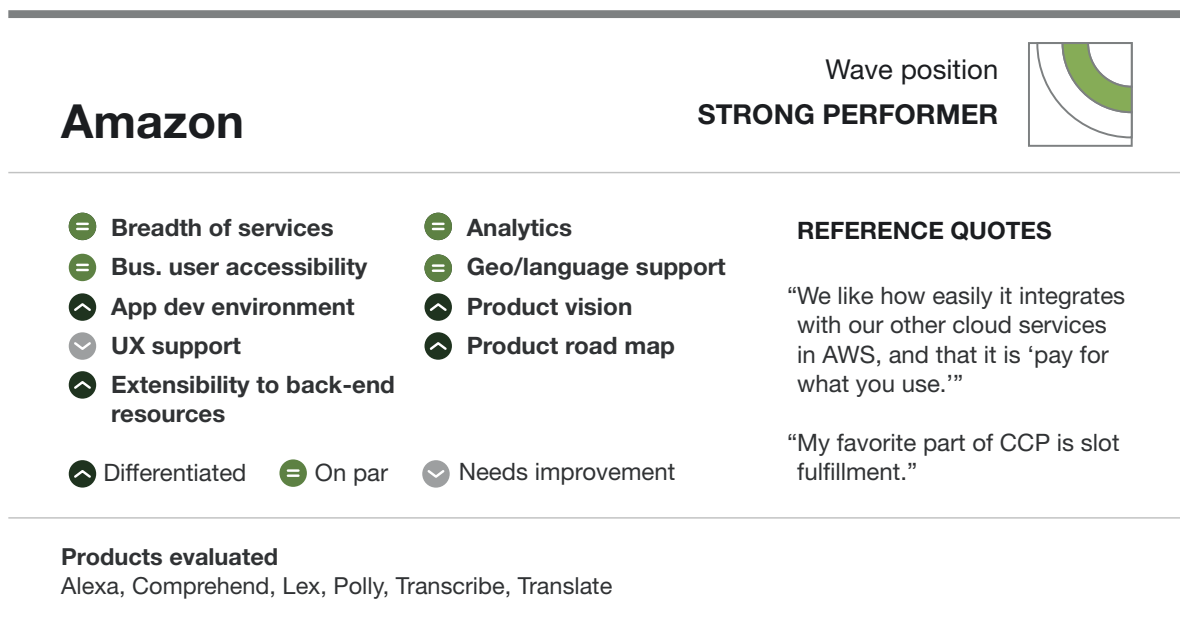 Wave position
STRONG PERFORMER
Amazon
Breadth of services
Bus. user accessibility
App dev environment
UX support
Extensibility to back-end
resources
Analytics
Geo/language support
Product vision
Product road map
Differentiated
On par
Needs improvement
REFERENCE QUOTES
“We like how easily it integrates
with our other cloud services
in AWS, and that it is ‘pay for
what you use.’”
“My favorite part of CCP is slot
fulfillment.”
Products evaluated
Alexa, Comprehend, Lex, Polly, Transcribe, Translate